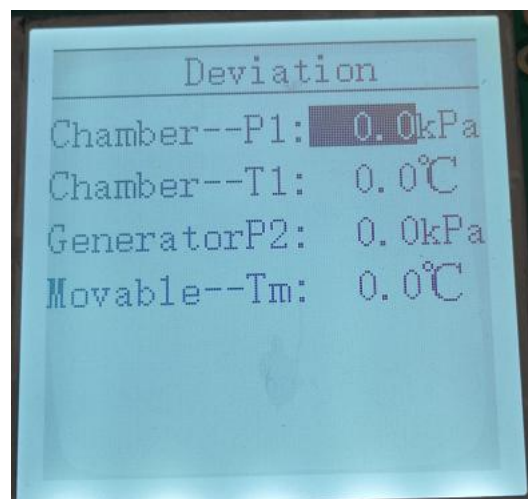 Deviation
Chamber--P1: 0.0kPa
Chamber--T1: 0.0℃
GeneratorP2: 0.0kPa
Movable--Tm: 0.0℃